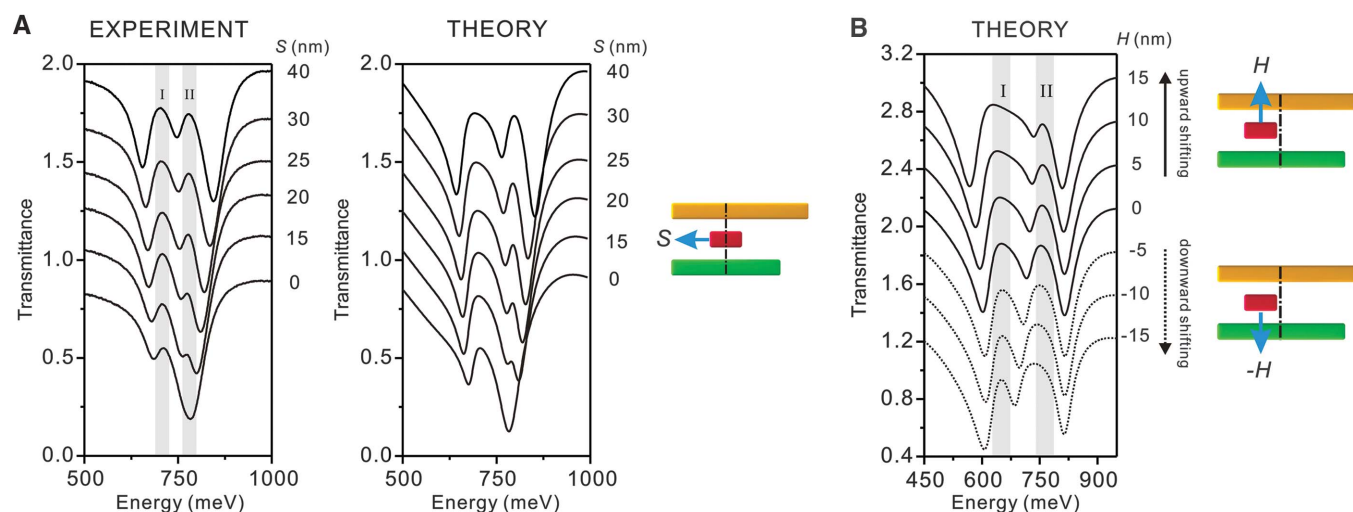 A
EXPERIMENT
S (nm)
2.0
1.5
1.0
0.5
0.0
Transmittance
I
II
40
30
25
20
15
0
500
750
1000
Energy (meV)
THEORY
S (nm)
2.0
1.5
1.0
0.5
0.0
Transmittance
40
30
25
20
15
0
500
750
1000
Energy (meV)
S
B
THEORY
H (nm)
3.2
2.8
2.4
2.0
1.6
1.2
0.8
0.4
Transmittance
I
II
15
10
5
0
-5
-10
-15
upward shifting
downward shifting
450
600
750
900
Energy (meV)
H
-H